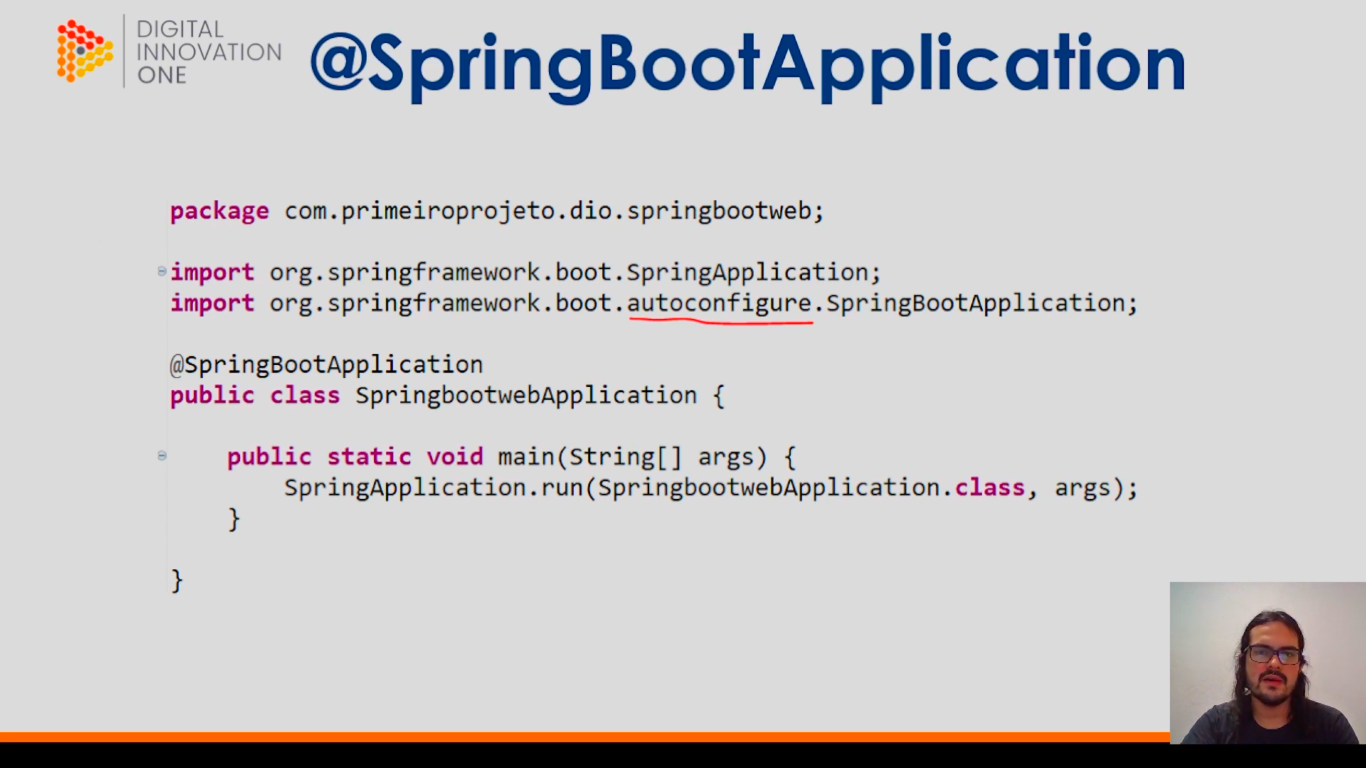 DIGITAL
INNOVATION
ONE
@SpringBootApplication
package com.primeiroprojeto.dio.springbootweb;
import org.springframework.boot.SpringApplication;
import org.springframework.boot.autoconfigure.SpringBootApplication;
@SpringBootApplication
public class SpringbootwebApplication {
public static void main(String[] args) {
SpringApplication.run(SpringbootwebApplication.class, args);
}
}